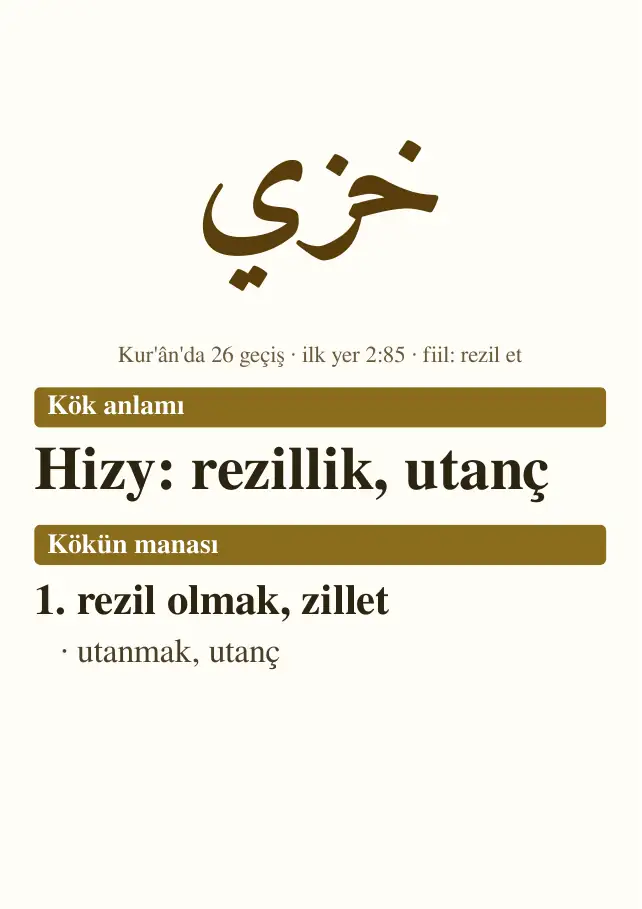 خزي
Kur'ân'da 26 geçiş · ilk yer 2:85 · fiil: rezil et
Kök anlamı
Hizy: rezillik, utanç
Kökün manası
1. rezil olmak, zillet
· utanmak, utanç